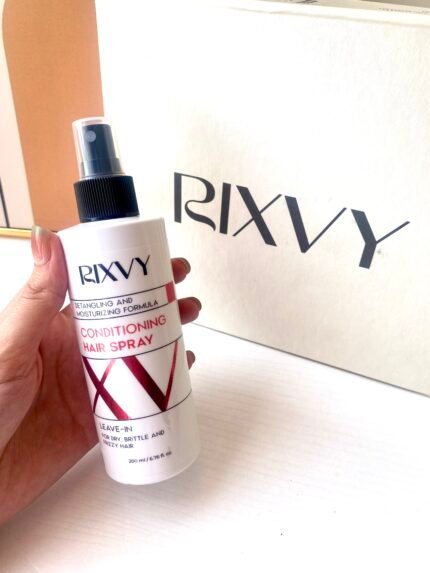 RIXVY
RIXVY
DETANGLING AND
MOISTURIZING FORMULA
CONDITIONING
HAIR SPRAY
XV
LEAVE-IN
FOR DRY, BRITTLE AND
FRIZZY HAIR
200 ml / 6.76 fl oz